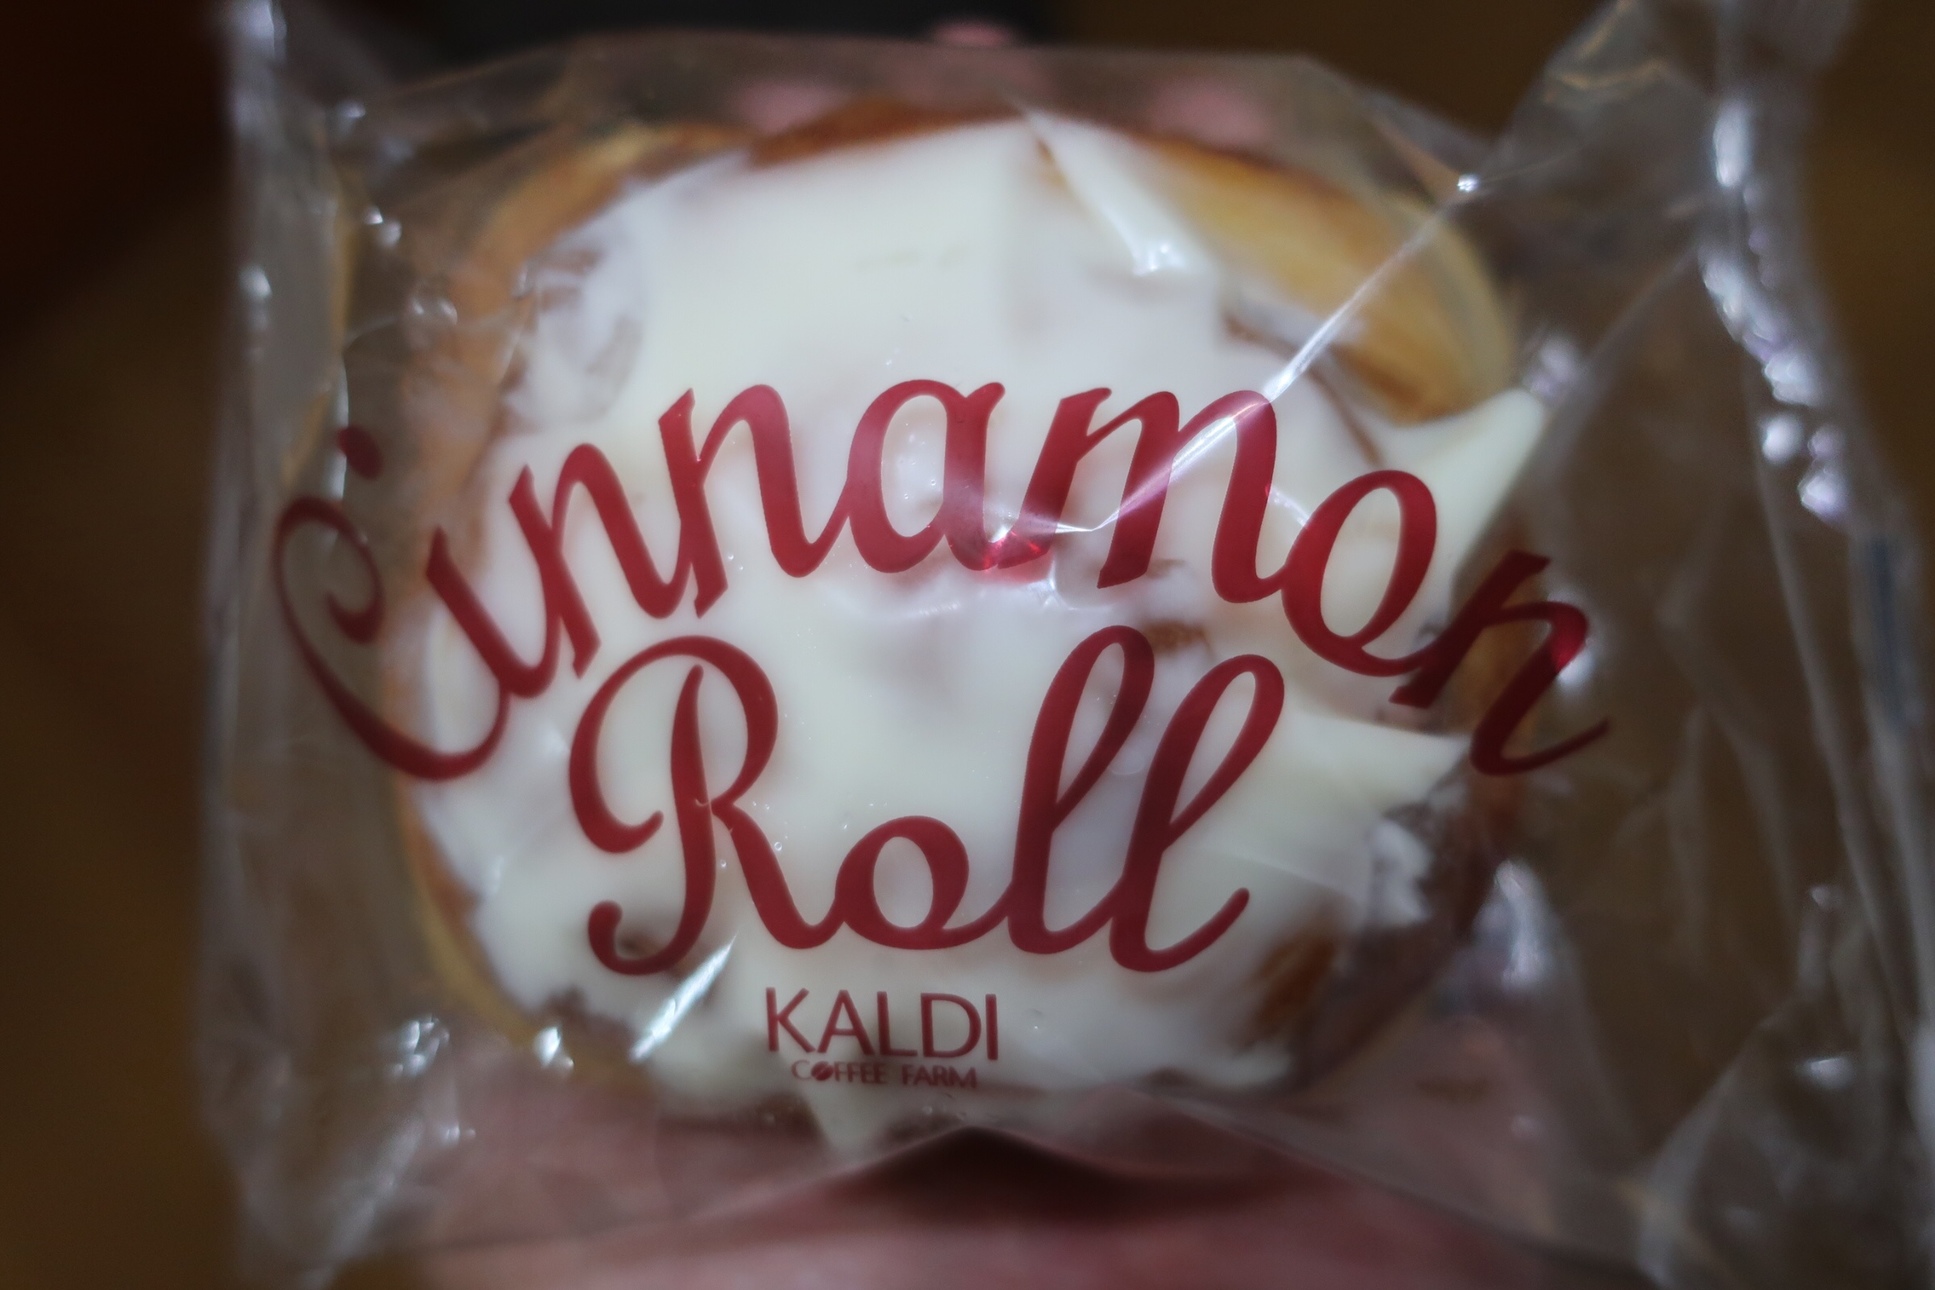 Cinnamon
Roll
KALDI
COFFEE FARM